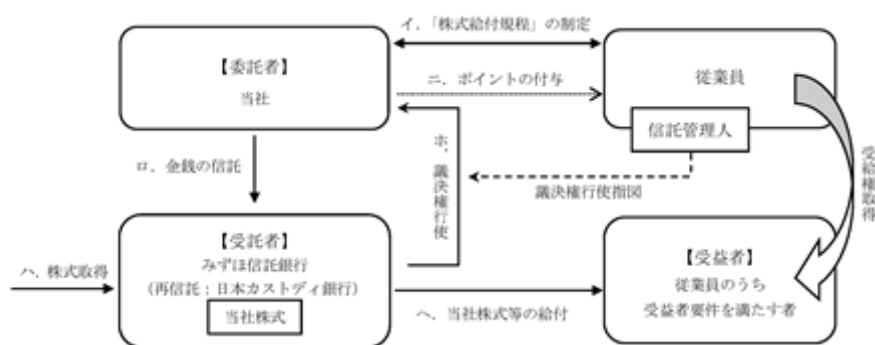 イ.「株式給付規程」の制定
【委託者】
当社
ニ.ポイントの付与
従業員
信託管理人
ロ.金銭の信託
ホ.議決権行使
議決権行使指図
受給権取得
ハ.株式取得
【受託者】
みずほ信託銀行
（再信託：日本カストディ銀行）
当社株式
ヘ.当社株式等の給付
【受益者】
従業員のうち
受益者要件を満たす者